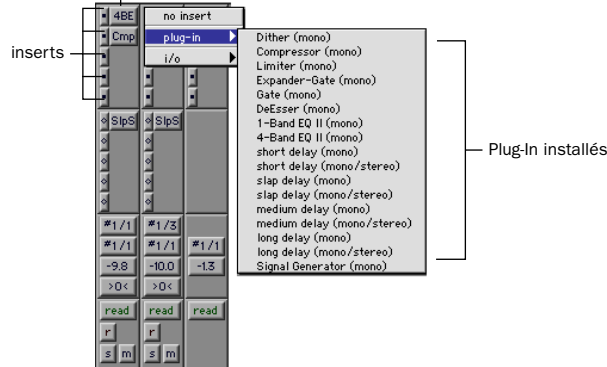 4BE
no insert
Cmp
plug-in
inserts
i/o
Dither (mono)
Compressor (mono)
Limiter (mono)
Expander-Gate (mono)
Gate (mono)
DeEsser (mono)
1-Band EQ II (mono)
4-Band EQ II (mono)
short delay (mono)
short delay (mono/stereo)
slap delay (mono)
slap delay (mono/stereo)
medium delay (mono)
medium delay (mono/stereo)
long delay (mono)
long delay (mono/stereo)
Signal Generator (mono)
Plug-In installés
SlpS SlpS
#1/1 #1/3
#1/1 #1/1 #1/1
-9.8 -10.0 -1.3
>0< >0<
read read read
r r
s m s m